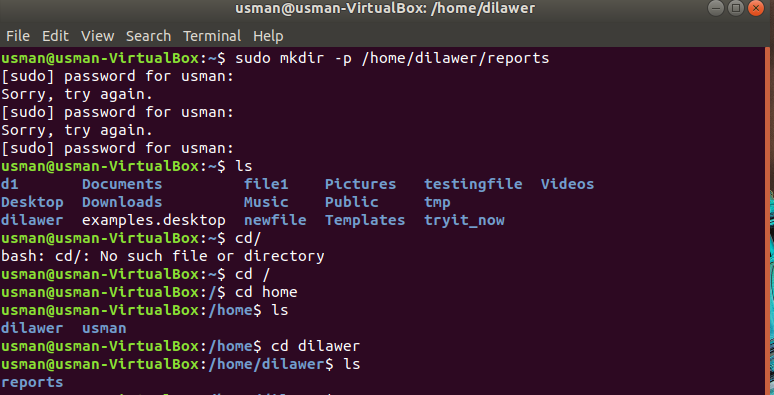 usman@usman-VirtualBox: /home/dilawer
File Edit View Search Terminal Help
usman@usman-VirtualBox:~$ sudo mkdir -p /home/dilawer/reports
[sudo] password for usman:
Sorry, try again.
[sudo] password for usman:
Sorry, try again.
[sudo] password for usman:
usman@usman-VirtualBox:~$ ls
d1 Documents file1 Pictures testingfile Videos
Desktop Downloads Music Public tmp
dilawer examples.desktop newfile Templates tryit_now
usman@usman-VirtualBox:~$ cd/
bash: cd/: No such file or directory
usman@usman-VirtualBox:~$ cd /
usman@usman-VirtualBox:/$ cd home
usman@usman-VirtualBox:/home$ ls
dilawer usman
usman@usman-VirtualBox:/home$ cd dilawer
usman@usman-VirtualBox:/home/dilawer$ ls
reports